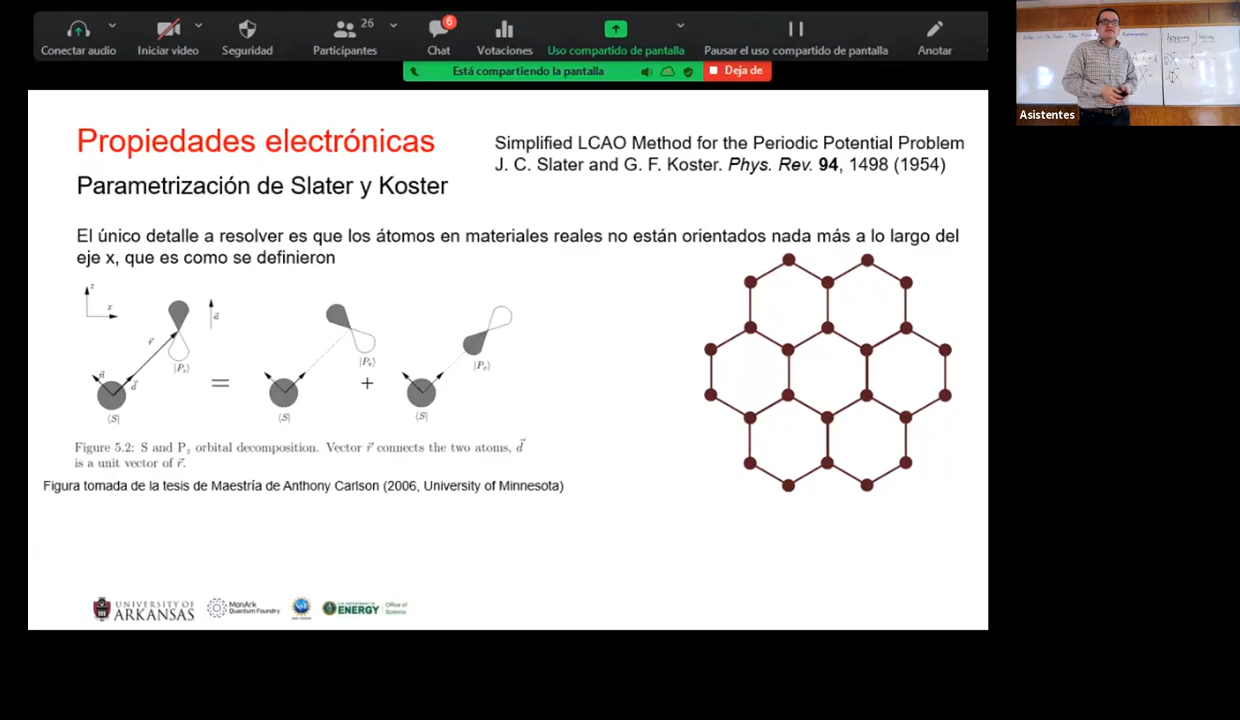 26
6
Conectar audio
Iniciar video
Seguridad
Participantes
Chat
Votaciones
Uso compartido de pantalla
Pausar el uso compartido de pantalla
Anotar
Está compartiendo la pantalla
Deja de
Asistentes
Propiedades electrónicas
Parametrización de Slater y Koster
Simplified LCAO Method for the Periodic Potential Problem
J. C. Slater and G. F. Koster. Phys. Rev. 94, 1498 (1954)
El único detalle a resolver es que los átomos en materiales reales no están orientados nada más a lo largo del
eje x, que es como se definieron
Figure 5.2: S and P_z orbital decomposition. Vector r⃗ connects the two atoms, d⃗
is a unit vector of r⃗.
Figura tomada de la tesis de Maestría de Anthony Carlson (2006, University of Minnesota)
UNIVERSITY OF
ARKANSAS
MonArk
Quantum Foundry
ENERGY
Office of
Science